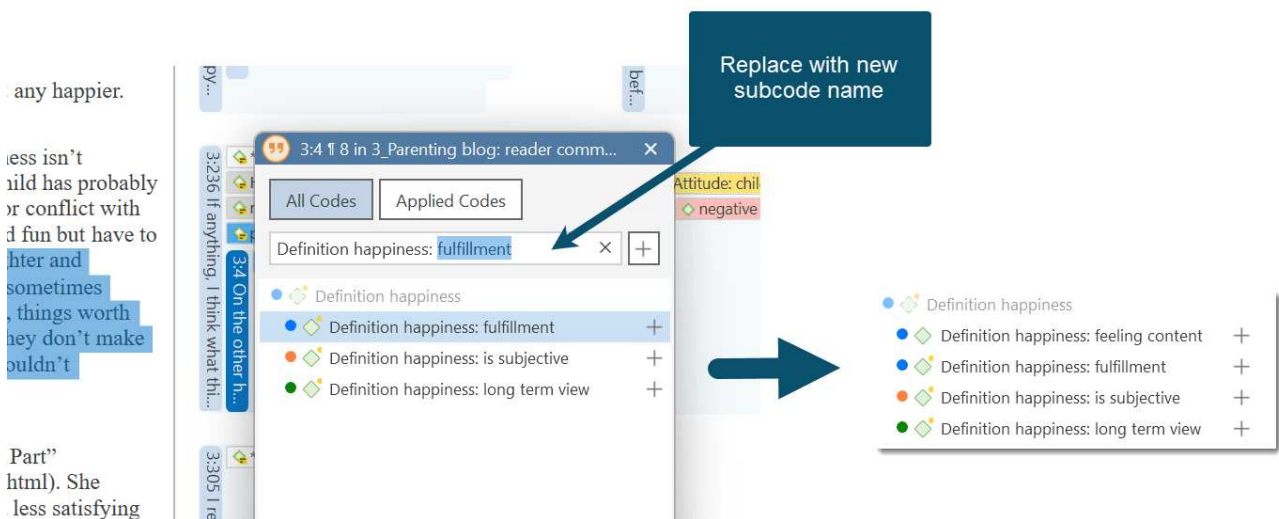 Replace with new
subcode name
any happier.
ess isn't
hild has probably
or conflict with
d fun but have to
hter and
sometimes
, things worth
hey don't make
ouldn't
Part"
html). She
less satisfying
py...
bef...
3:236 If anything, I think what thi...
3:4 On the other h...
3:305 I re
3:4 ¶ 8 in 3_Parenting blog: reader comm...
All Codes Applied Codes
Definition happiness: fulfillment
Definition happiness
Definition happiness: fulfillment
Definition happiness: is subjective
Definition happiness: long term view
Attitude: chil
negative
Definition happiness
Definition happiness: feeling content
Definition happiness: fulfillment
Definition happiness: is subjective
Definition happiness: long term view